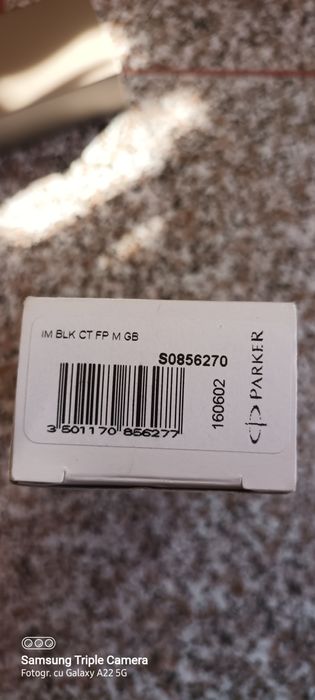 IM BLK CT FP M GB
S0856270
3 501170 856277
160602
PARKER
Samsung Triple Camera
Fotogr. cu Galaxy A22 5G